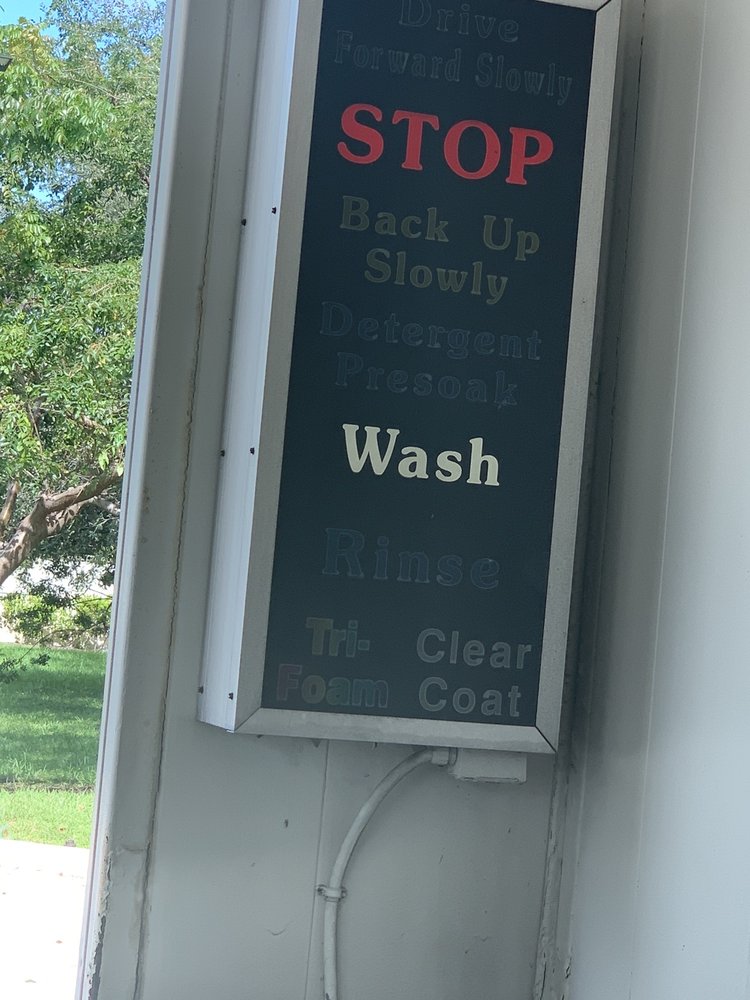 Drive
Forward Slowly
STOP
Back Up
Slowly
Detergent
Presoak
Wash
Rinse
Tri- Clear
Foam Coat